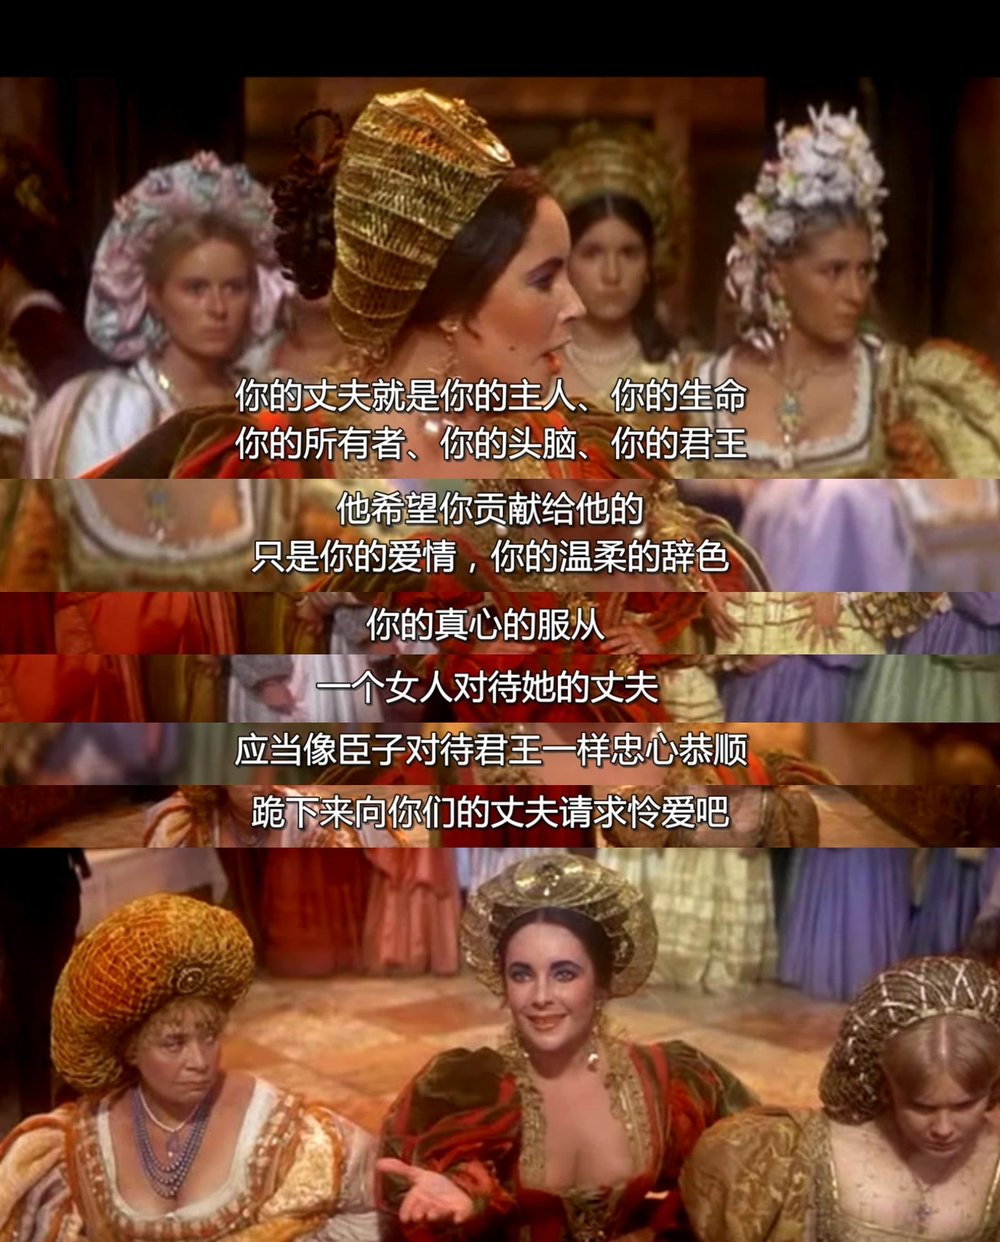 你的丈夫就是你的主人、你的生命
你的所有者、你的头脑、你的君王
他希望你贡献给他的
只是你的爱情，你的温柔的辞色
你的真心的服从
一个女人对待她的丈夫
应当像臣子对待君王一样忠心恭顺
跪下来向你们的丈夫请求怜爱吧